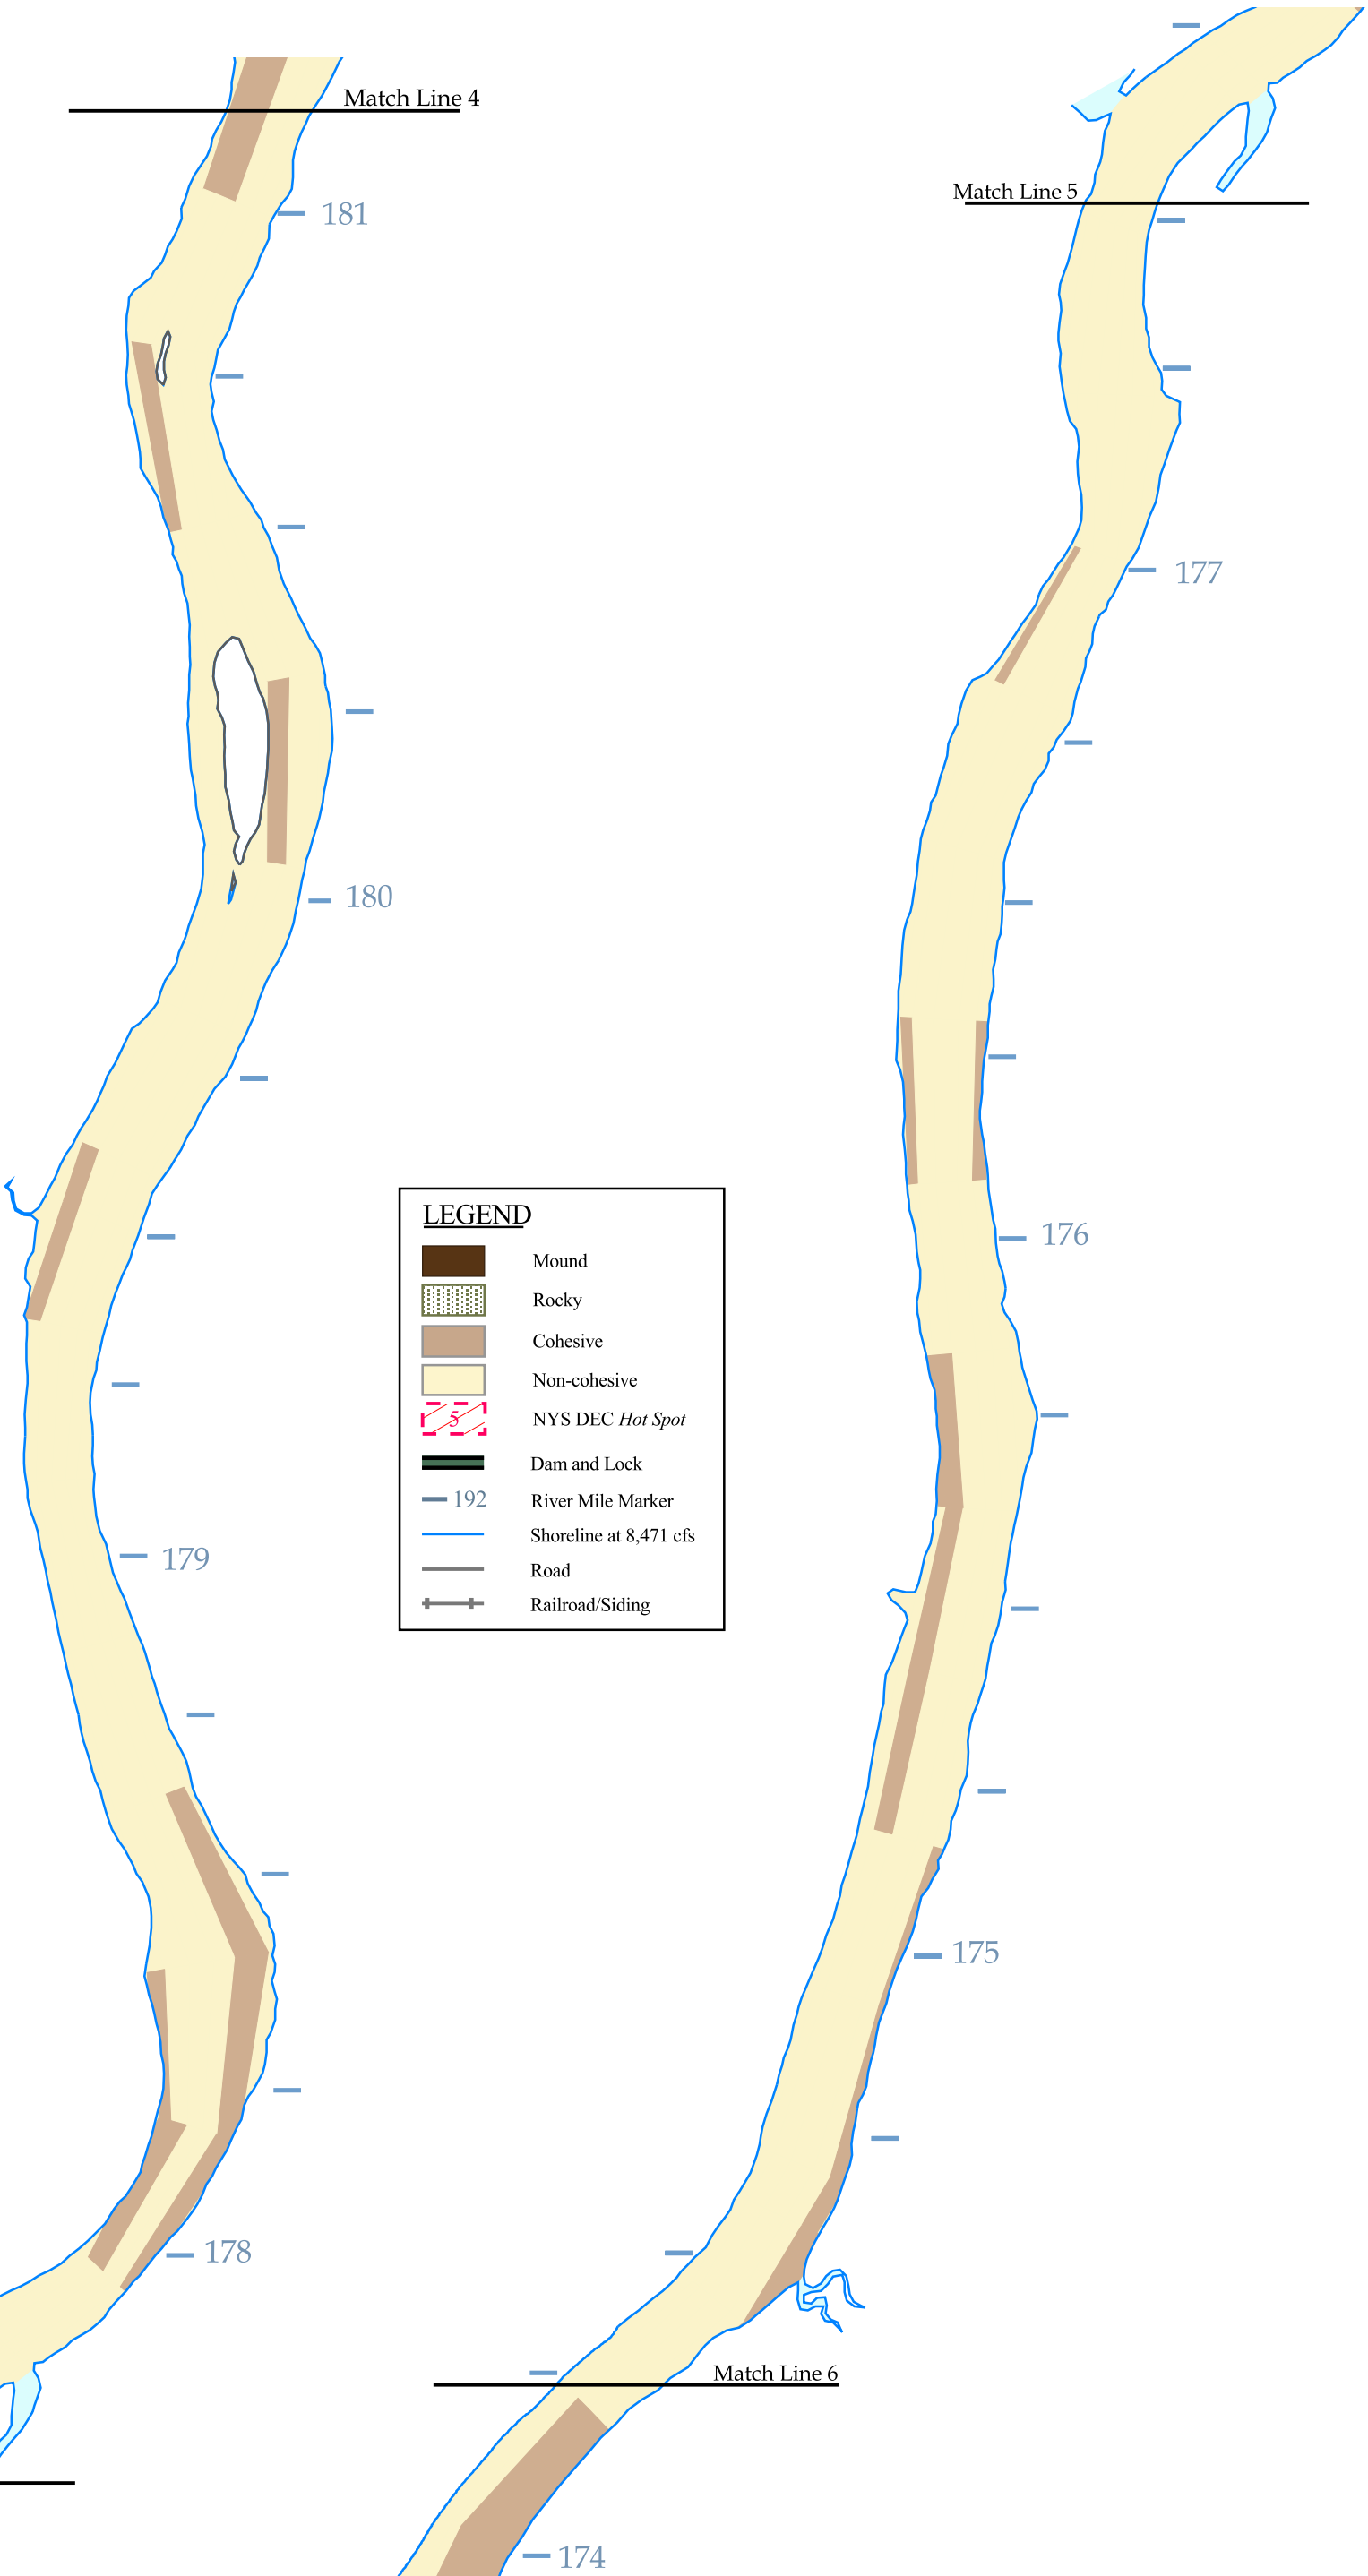 Match Line 4
181
180
179
178
Match Line 5
177
176
175
Match Line 6
174
LEGEND
Mound
Rocky
Cohesive
Non-cohesive
5 NYS DEC Hot Spot
Dam and Lock
192 River Mile Marker
Shoreline at 8,471 cfs
Road
Railroad/Siding